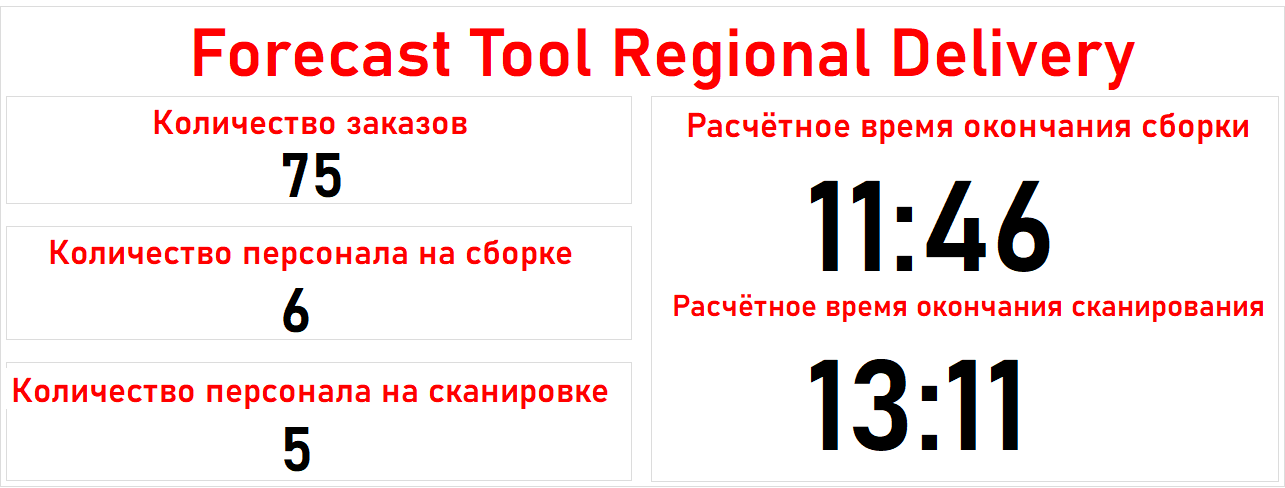 Forecast Tool Regional Delivery
Количество заказов
75
Количество персонала на сборке
6
Количество персонала на сканировке
5
Расчётное время окончания сборки
11:46
Расчётное время окончания сканирования
13:11